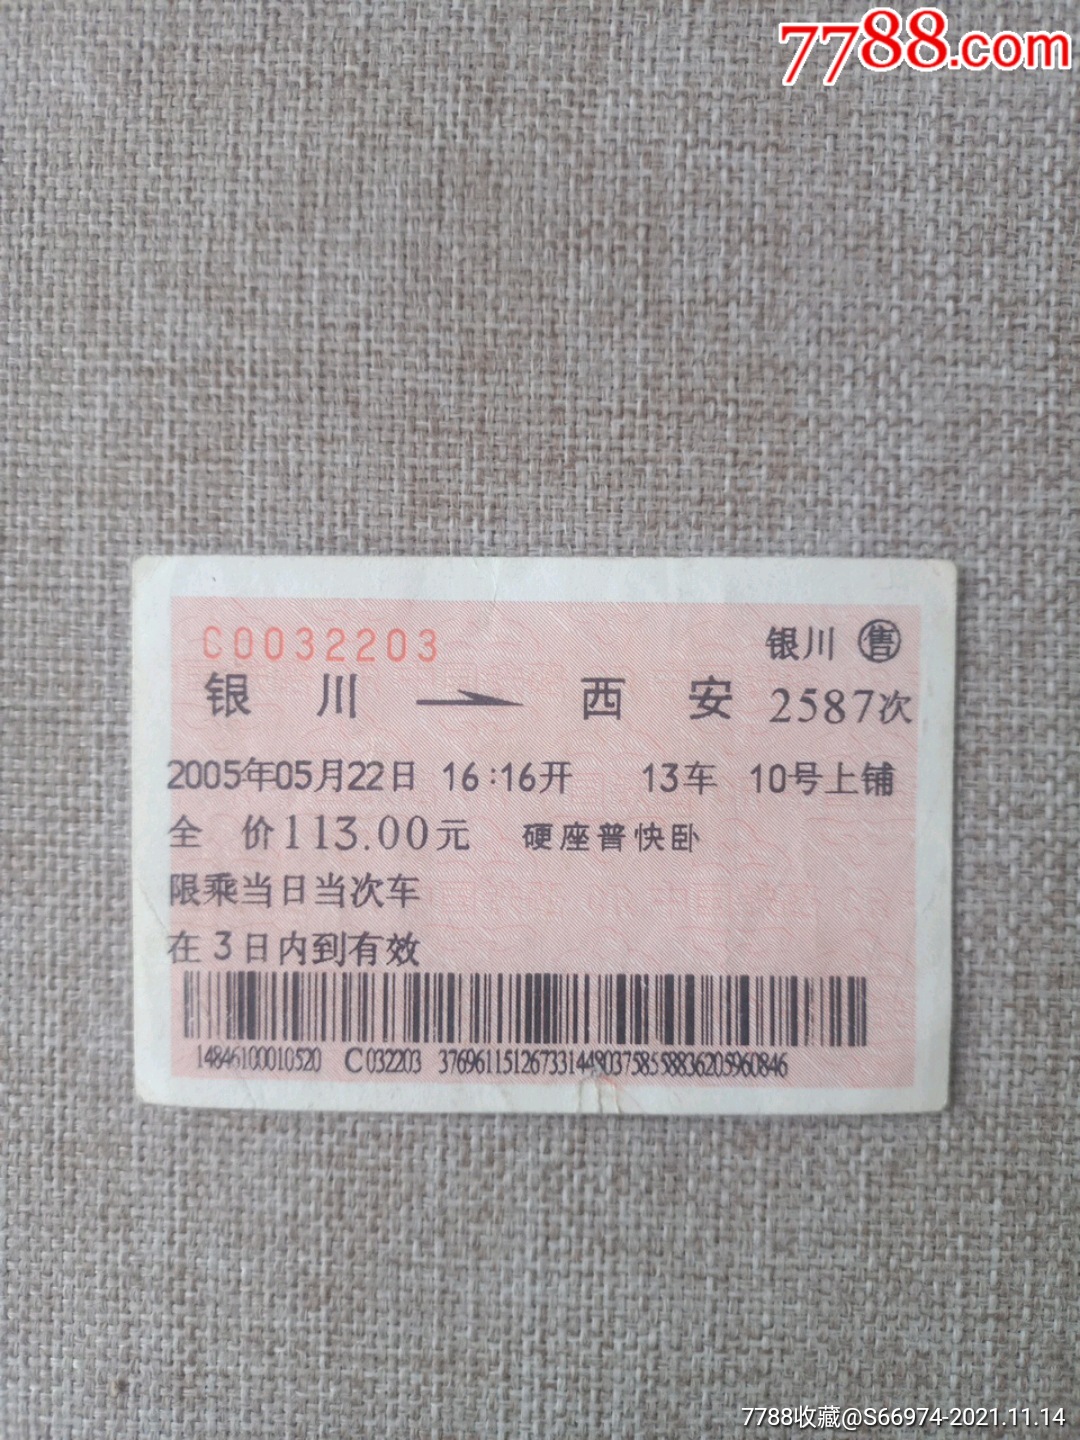 7788.com
C0032203
银川 售
银 川 西 安 2587次
2005年05月22日 16:16开 13车 10号上铺
全 价113.00元 硬座普快卧
限乘当日当次车
在3日内到有效
14846100010520 C032203 37696115126733144803758558836205960846
7788收藏@S66974-2021.11.14